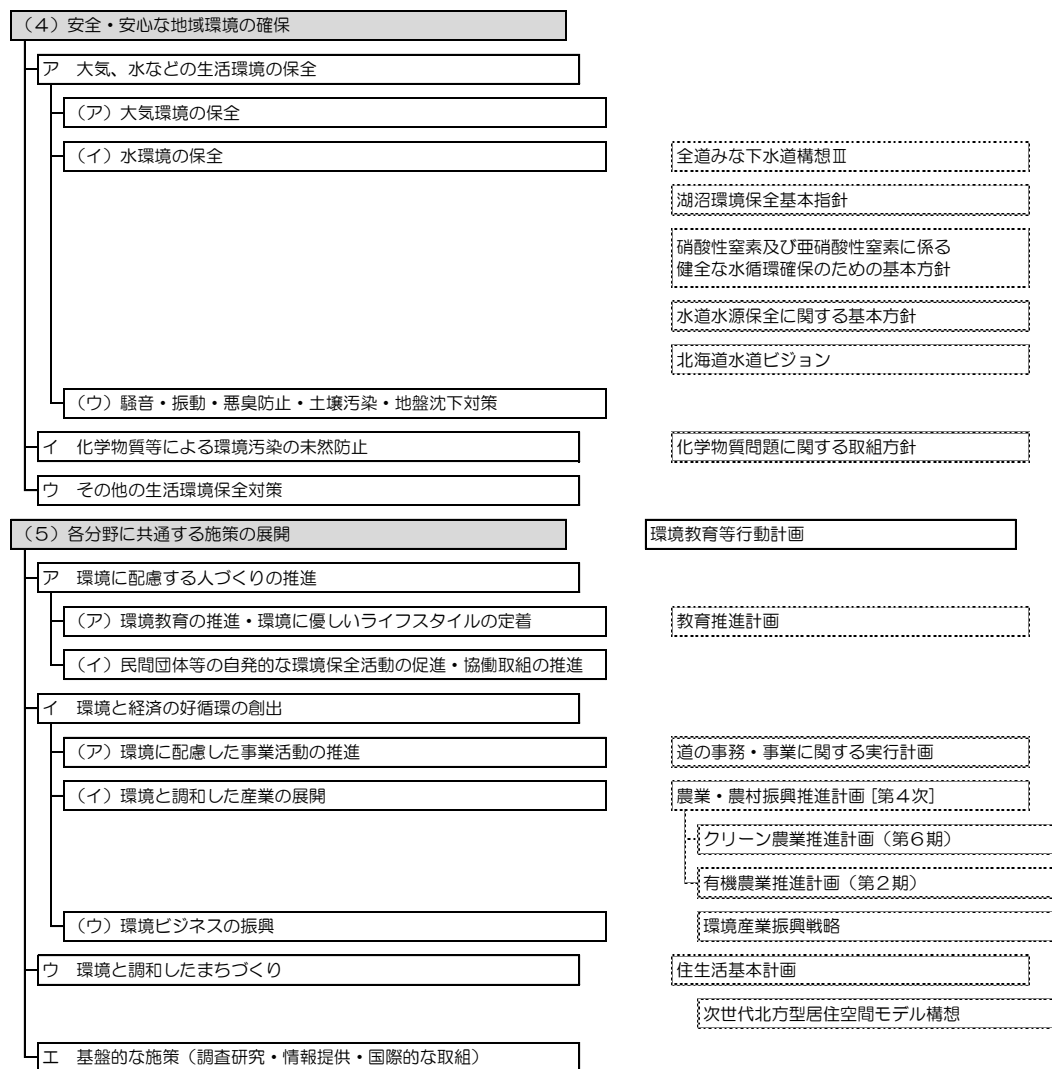 （４）安全・安心な地域環境の確保
ア　大気、水などの生活環境の保全
（ア）大気環境の保全
（イ）水環境の保全
全道みな下水道構想Ⅲ
湖沼環境保全基本指針
硝酸性窒素及び亜硝酸性窒素に係る
健全な水循環確保のための基本方針
水道水源保全に関する基本方針
北海道水道ビジョン
（ウ）騒音・振動・悪臭防止・土壌汚染・地盤沈下対策
イ　化学物質等による環境汚染の未然防止
化学物質問題に関する取組方針
ウ　その他の生活環境保全対策
（５）各分野に共通する施策の展開
環境教育等行動計画
ア　環境に配慮する人づくりの推進
（ア）環境教育の推進・環境に優しいライフスタイルの定着
教育推進計画
（イ）民間団体等の自発的な環境保全活動の促進・協働取組の推進
イ　環境と経済の好循環の創出
（ア）環境に配慮した事業活動の推進
道の事務・事業に関する実行計画
（イ）環境と調和した産業の展開
農業・農村振興推進計画［第４次］
クリーン農業推進計画（第６期）
有機農業推進計画（第２期）
（ウ）環境ビジネスの振興
環境産業振興戦略
ウ　環境と調和したまちづくり
住生活基本計画
次世代北方型居住空間モデル構想
エ　基盤的な施策（調査研究・情報提供・国際的な取組）